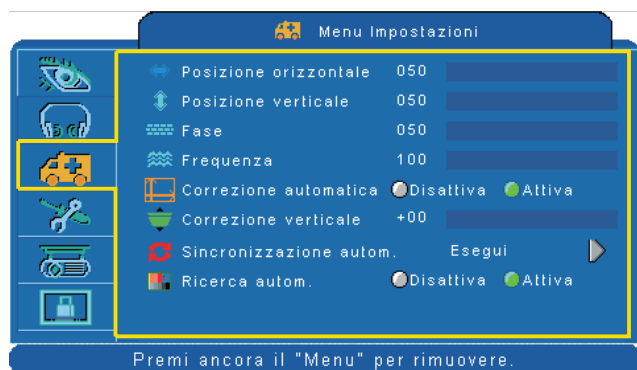 Menu Impostazioni
Posizione orizzontale 050
Posizione verticale 050
Fase 050
Frequenza 100
Correzione automatica Disattiva Attiva
Correzione verticale +00
Sincronizzazione autom. Esegui
Ricerca autom. Disattiva Attiva
Premi ancora il "Menu" per rimuovere.